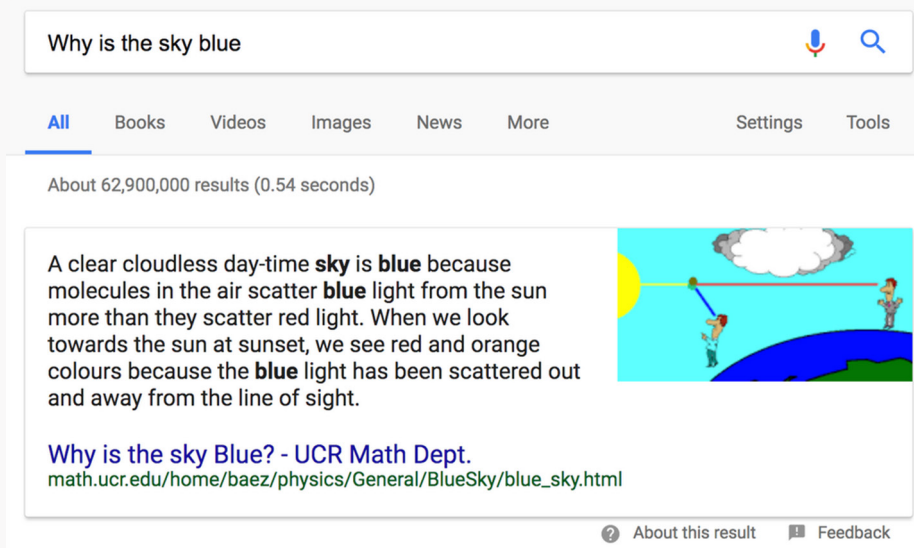 Why is the sky blue
All Books Videos Images News More Settings Tools
About 62,900,000 results (0.54 seconds)
A clear cloudless day-time sky is blue because
molecules in the air scatter blue light from the sun
more than they scatter red light. When we look
towards the sun at sunset, we see red and orange
colours because the blue light has been scattered out
and away from the line of sight.
Why is the sky Blue? - UCR Math Dept.
math.ucr.edu/home/baez/physics/General/BlueSky/blue_sky.html
About this result Feedback